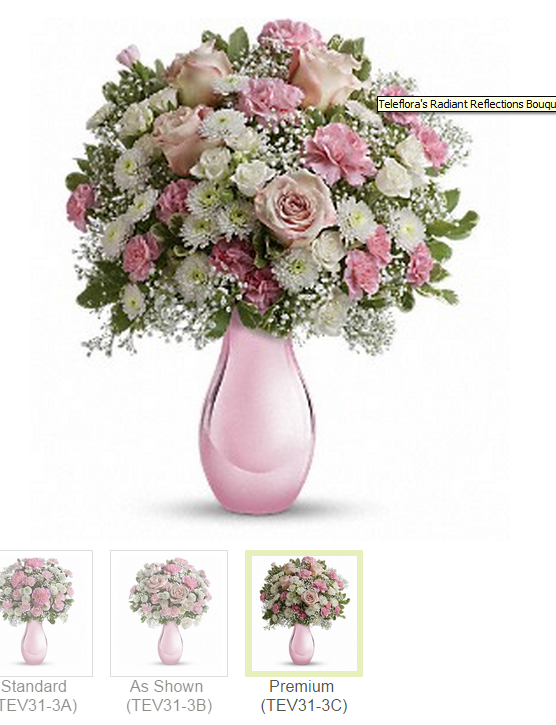 Teleflora's Radiant Reflections Bouqu
Standard
TEV31-3A)
As Shown
(TEV31-3B)
Premium
(TEV31-3C)